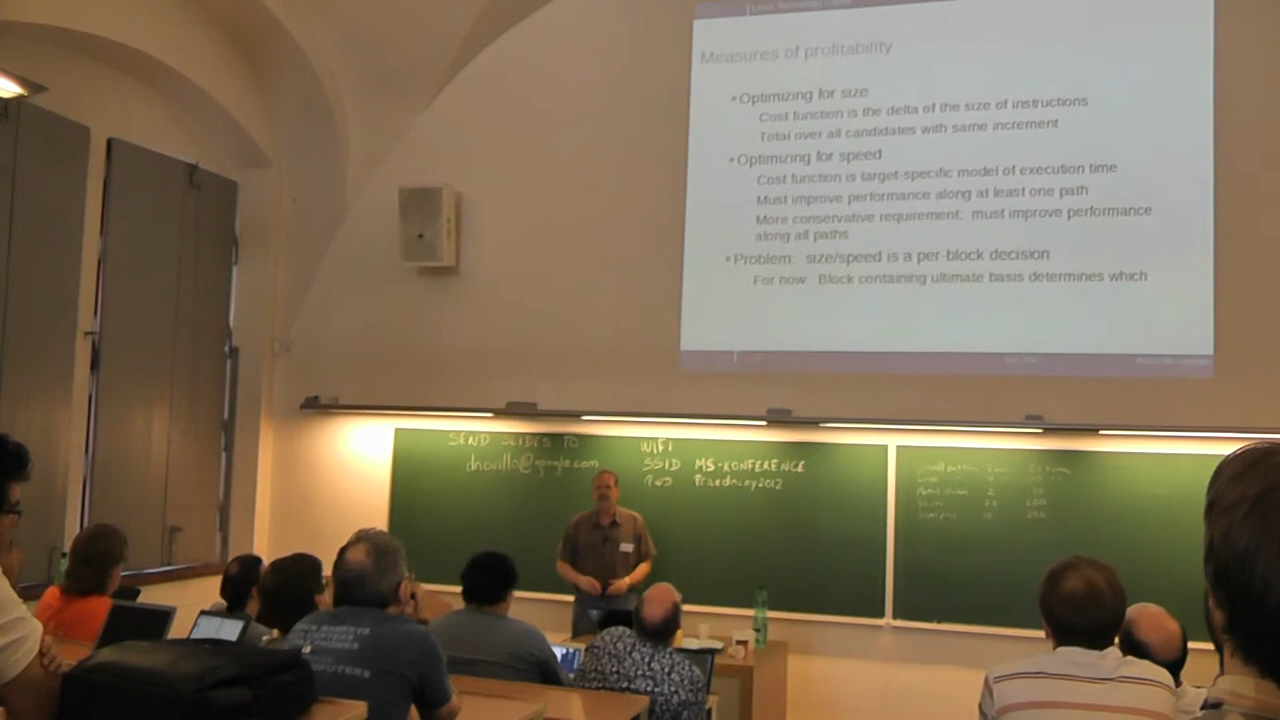 Measures of profitability
Optimizing for size
Cost function is the delta of the size of instructions
Total over all candidates with same increment
Optimizing for speed
Cost function is target-specific model of execution time
Must improve performance along at least one path
More conservative requirement: must improve performance
along all paths
Problem: size/speed is a per-block decision
For now: Block containing ultimate basis determines which
SEND SLIDES TO
dnovillo@google.com
WIFI
SSID MS-KONFERENCE
PWD Praedniny2012